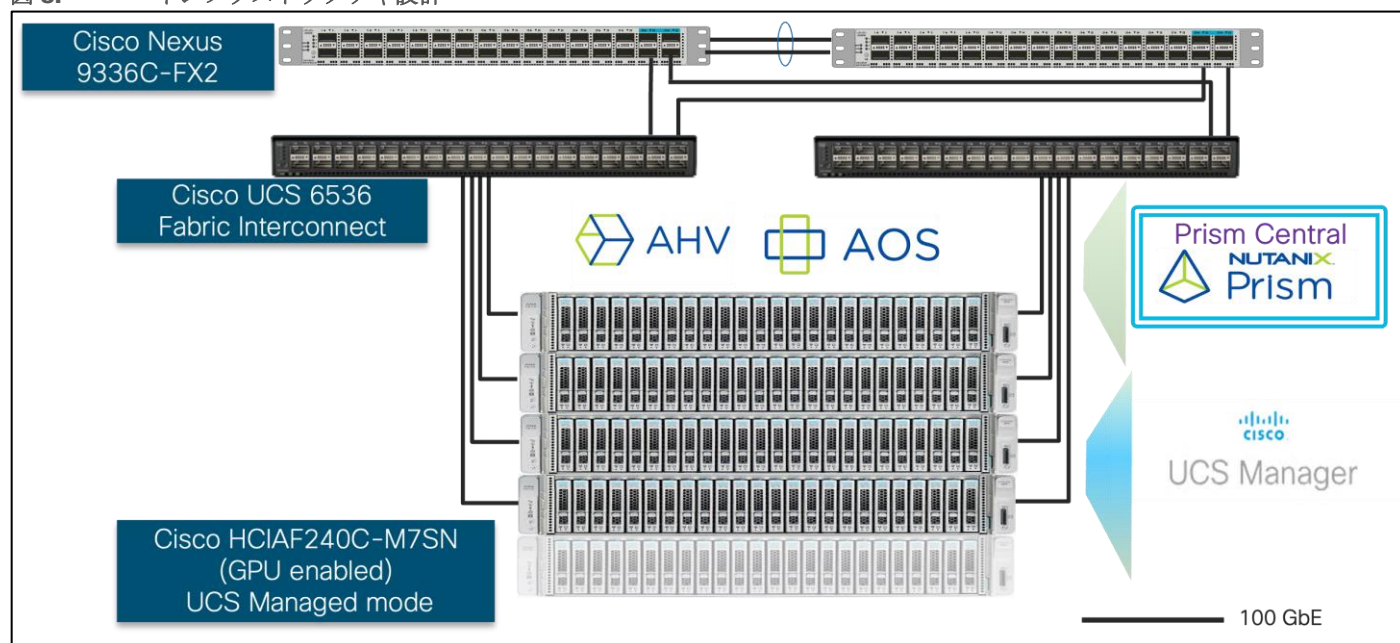 Cisco Nexus
9336C-FX2
Cisco UCS 6536
Fabric Interconnect
AHV
AOS
Prism Central
NUTANIX
Prism
CISCO
UCS Manager
Cisco HCIAF240C-M7SN
(GPU enabled)
UCS Managed mode
100 GbE